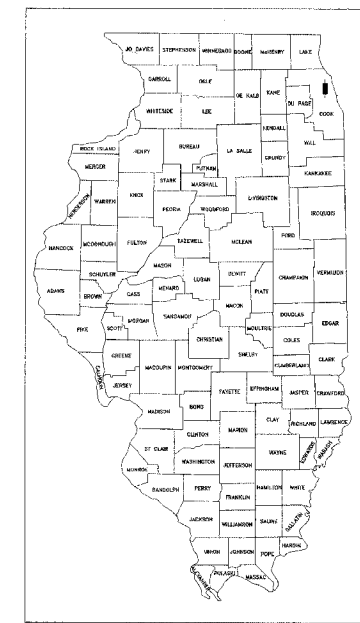 JO DAVIES STEPHENSON WINNEBAGO BOONE McHENRY LAKE
CARROLL OGLE
DE KALB KANE COOK
DU PAGE
WHITESIDE LEE
KENDALL WILL
ROCK ISLAND HENRY BUREAU LA SALLE GRUNDY
MERCER PUTNAM KANKAKEE
STARK MARSHALL
HENDERSON WARREN KNOX PEORIA WOODFORD LIVINGSTON IROQUOIS
HANCOCK McDONOUGH FULTON TAZEWELL McLEAN FORD
MASON
SCHUYLER LOGAN DEWITT CHAMPAIGN VERMILION
ADAMS BROWN CASS MENARD PIATT
MACON
PIKE SCOTT MORGAN SANGAMON DOUGLAS EDGAR
CHRISTIAN MOULTRIE COLES
GREENE SHELBY
CALHOUN JERSEY MACOUPIN MONTGOMERY CUMBERLAND CLARK
FAYETTE EFFINGHAM JASPER CRAWFORD
MADISON BOND
CLAY RICHLAND LAWRENCE
CLINTON MARION
ST CLAIR WAYNE EDWARDS WABASH
MONROE WASHINGTON JEFFERSON
RANDOLPH PERRY HAMILTON WHITE
FRANKLIN
JACKSON WILLIAMSON SALINE GALLATIN
UNION JOHNSON POPE HARDIN
PULASKI MASSAC